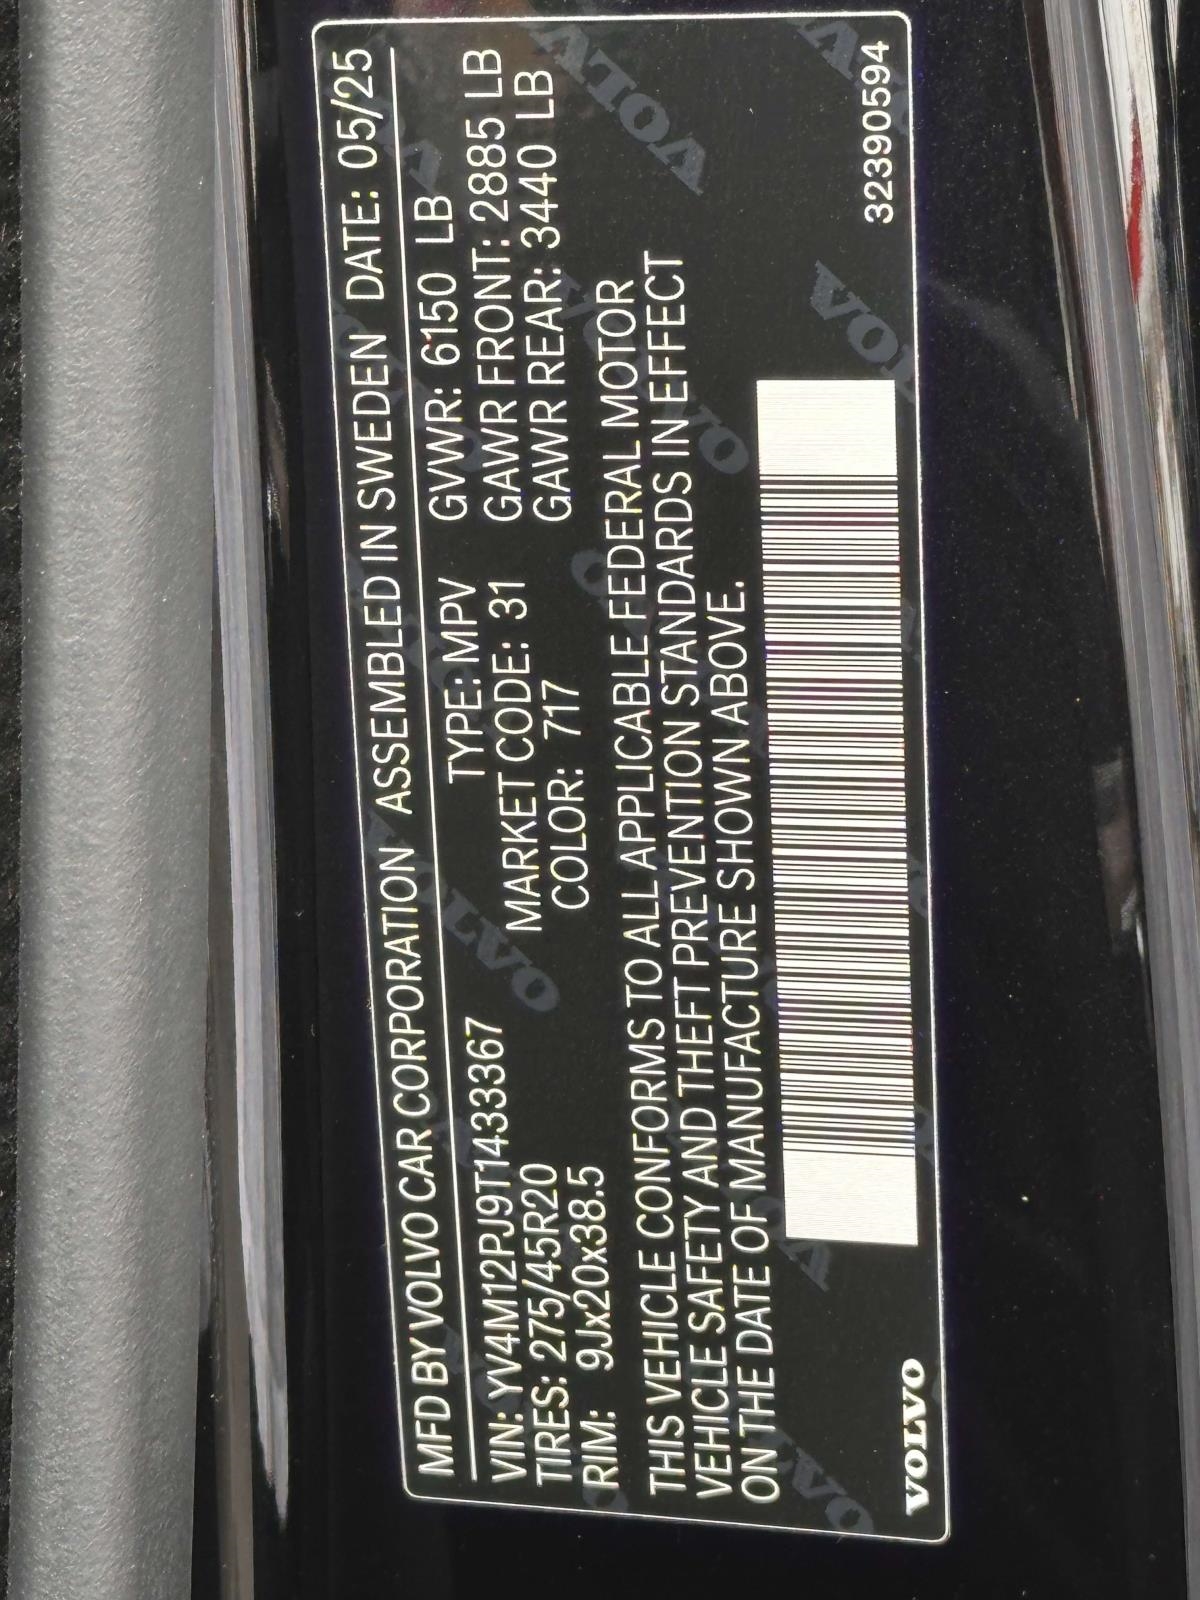 MFD BY VOLVO CAR CORPORATION ASSEMBLED IN SWEDEN DATE: 05/25
VIN: YV4M12PJ9T1433367 TYPE: MPV GVWR: 6150 LB
TIRES: 275/45R20 MARKET CODE: 31 GAWR FRONT: 2885 LB
RIM: 9Jx20x38.5 COLOR: 717 GAWR REAR: 3440 LB
THIS VEHICLE CONFORMS TO ALL APPLICABLE FEDERAL MOTOR
VEHICLE SAFETY AND THEFT PREVENTION STANDARDS IN EFFECT
ON THE DATE OF MANUFACTURE SHOWN ABOVE.
VOLVO 32390594